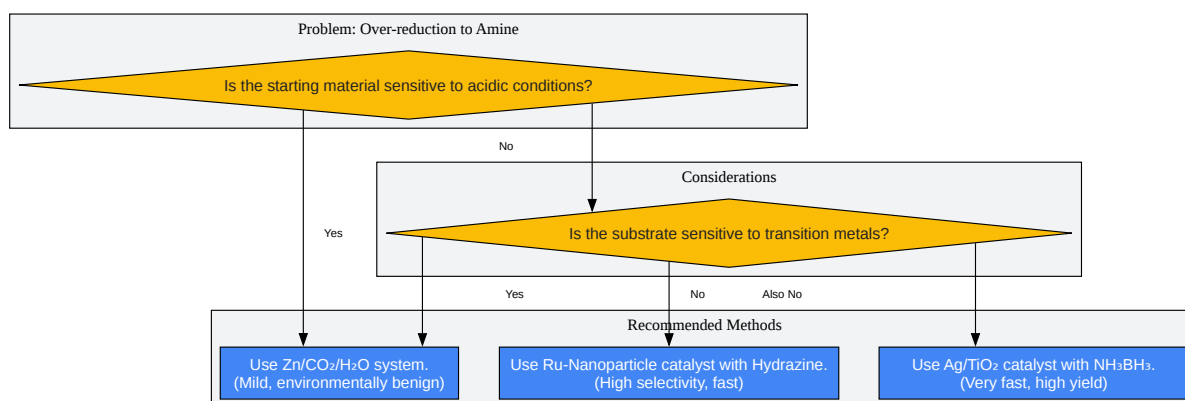 Problem: Over-reduction to Amine
Is the starting material sensitive to acidic conditions?
No
Considerations
Yes
Is the substrate sensitive to transition metals?
Yes
No
Also No
Recommended Methods
Use Zn/CO₂/H₂O system.
(Mild, environmentally benign)
Use Ru-Nanoparticle catalyst with Hydrazine.
(High selectivity, fast)
Use Ag/TiO₂ catalyst with NH₃BH₃.
(Very fast, high yield)